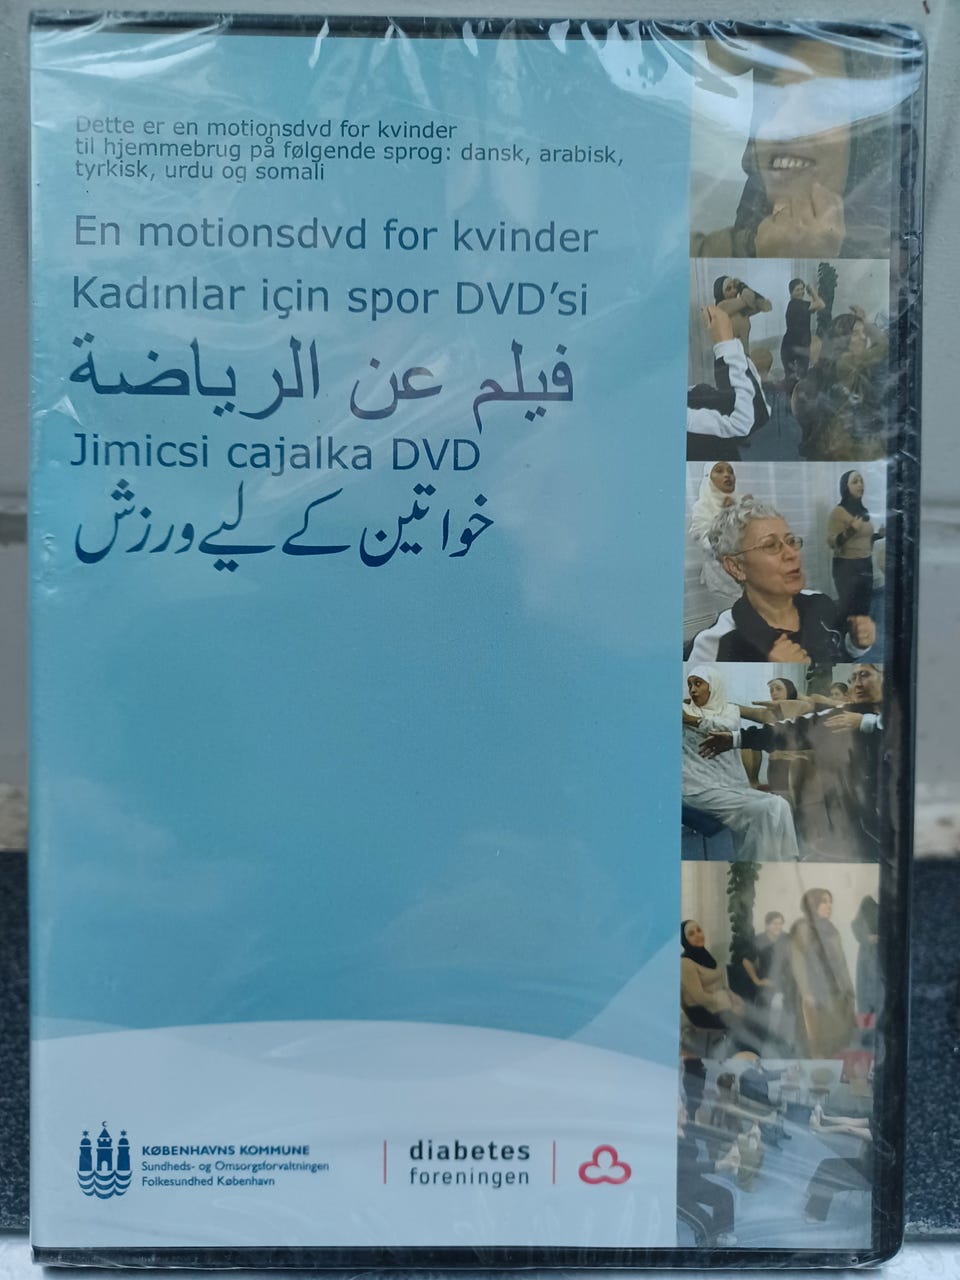 Dette er en motionsdvd for kvinder
til hjemmebrug på følgende sprog: dansk, arabisk,
tyrkisk, urdu og somali
En motionsdvd for kvinder
Kadınlar için spor DVD'si
فيلم عن الرياضة
Jimicsi cajalka DVD
خواتین کے لیے ورزش
KØBENHAVNS KOMMUNE
Sundheds- og Omsorgsforvaltningen
Folkesundhed København
diabetes
foreningen